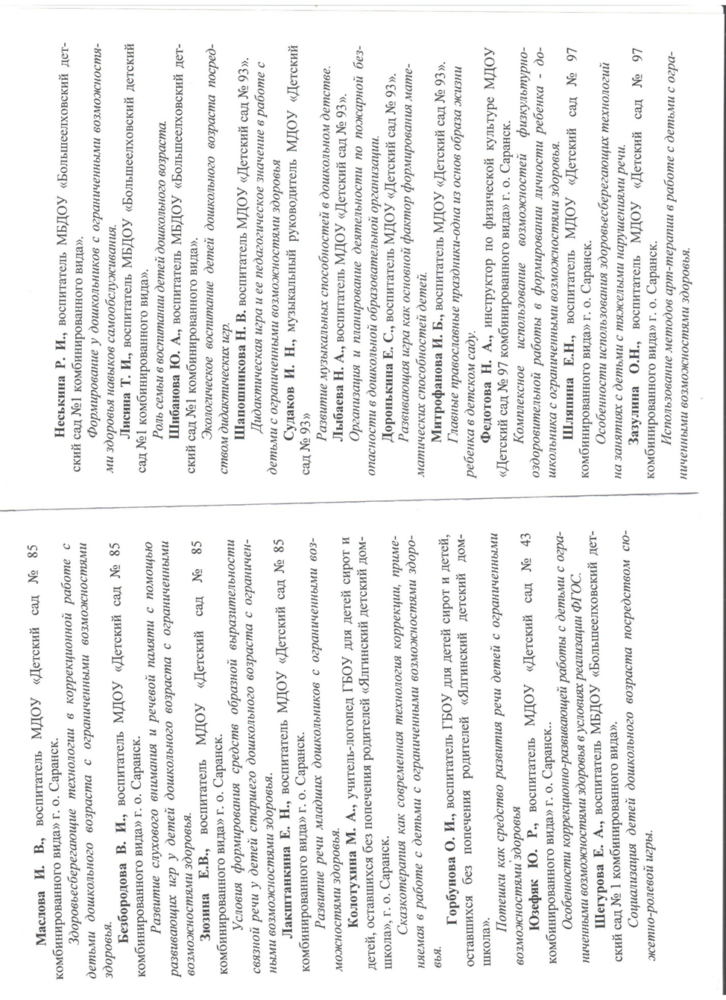 Маслова И. В., воспитатель МДОУ «Детский сад № 85
комбинированного вида» г. о. Саранск.
Здоровьесберегающие технологии в коррекционной работе с
детьми дошкольного возраста с ограниченными возможностями
здоровья.
Безбородова В. И., воспитатель МДОУ «Детский сад № 85
комбинированного вида» г. о. Саранск.
Развитие слухового внимания и речевой памяти с помощью
развивающих игр у детей дошкольного возраста с ограниченными
возможностями здоровья.
Зюзина Е.В., воспитатель МДОУ «Детский сад № 85
комбинированного вида» г. о. Саранск.
Условия формирования средств образной выразительности
связной речи у детей старшего дошкольного возраста с ограничен-
ными возможностями здоровья.
Лакштанкина Е. Н., воспитатель МДОУ «Детский сад № 85
комбинированного вида» г. о. Саранск.
Развитие речи младших дошкольников с ограниченными воз-
можностями здоровья.
Колотухина М. А., учитель-логопед ГБОУ для детей сирот и
детей, оставшихся без попечения родителей «Ялгинский детский дом-
школа», г. о. Саранск.
Сказкотерапия как современная технология коррекции, приме-
няемая в работе с детьми с ограниченными возможностями здоро-
вья.
Горбунова О. И., воспитатель ГБОУ для детей сирот и детей,
оставшихся без попечения родителей «Ялгинский детский дом-
школа».
Потешки как средство развития речи детей с ограниченными
возможностями здоровья
Юзефяк Ю. Р., воспитатель МДОУ «Детский сад № 43
комбинированного вида» г. о. Саранск..
Особенности коррекционно-развивающей работы с детьми с огра-
ниченными возможностями здоровья в условиях реализации ФГОС.
Шегурова Е. А., воспитатель МБДОУ «Большеелховский дет-
ский сад № 1 комбинированного вида».
Социализация детей дошкольного возраста посредством сю-
жетно-ролевой игры.
Неськина Р. И., воспитатель МБДОУ «Большеелховский дет-
ский сад №1 комбинированного вида».
Формирование у дошкольников с ограниченными возможностя-
ми здоровья навыков самообслуживания.
Лисина Т. И., воспитатель МБДОУ «Большеелховский детский
сад №1 комбинированного вида».
Роль семьи в воспитании детей дошкольного возраста.
Шибанова Ю. А., воспитатель МБДОУ «Большеелховский дет-
ский сад №1 комбинированного вида».
Экологическое воспитание детей дошкольного возраста посред-
ством дидактических игр.
Шапошникова Н. В. воспитатель МДОУ «Детский сад № 93».
Дидактическая игра и ее педагогическое значение в работе с
детьми с ограниченными возможностями здоровья
Судаков И. Н., музыкальный руководитель МДОУ «Детский
сад № 93»
Развитие музыкальных способностей в дошкольном детстве.
Лыбаева Н. А., воспитатель МДОУ «Детский сад № 93».
Организация и планирование деятельности по пожарной без-
опасности в дошкольной образовательной организации.
Доронькина Е. С., воспитатель МДОУ «Детский сад № 93».
Развивающая игра как основной фактор формирования мате-
матических способностей детей.
Митрофанова И. Б., воспитатель МДОУ «Детский сад № 93».
Главные православные праздники-одна из основ образа жизни
ребенка в детском саду.
Федотова Н. А., инструктор по физической культуре МДОУ
«Детский сад № 97 комбинированного вида» г. о. Саранск.
Комплексное использование возможностей физкультурно-
оздоровительной работы в формировании личности ребенка - до-
школьника с ограниченными возможностями здоровья.
Шляпина Е.Н., воспитатель МДОУ «Детский сад № 97
комбинированного вида» г. о. Саранск.
Особенности использования здоровьесберегающих технологий
на занятиях с детьми с тяжелыми нарушениями речи.
Зазулина О.Н., воспитатель МДОУ «Детский сад № 97
комбинированного вида» г. о. Саранск.
Использование методов арт-терапии в работе с детьми с огра-
ниченными возможностями здоровья.